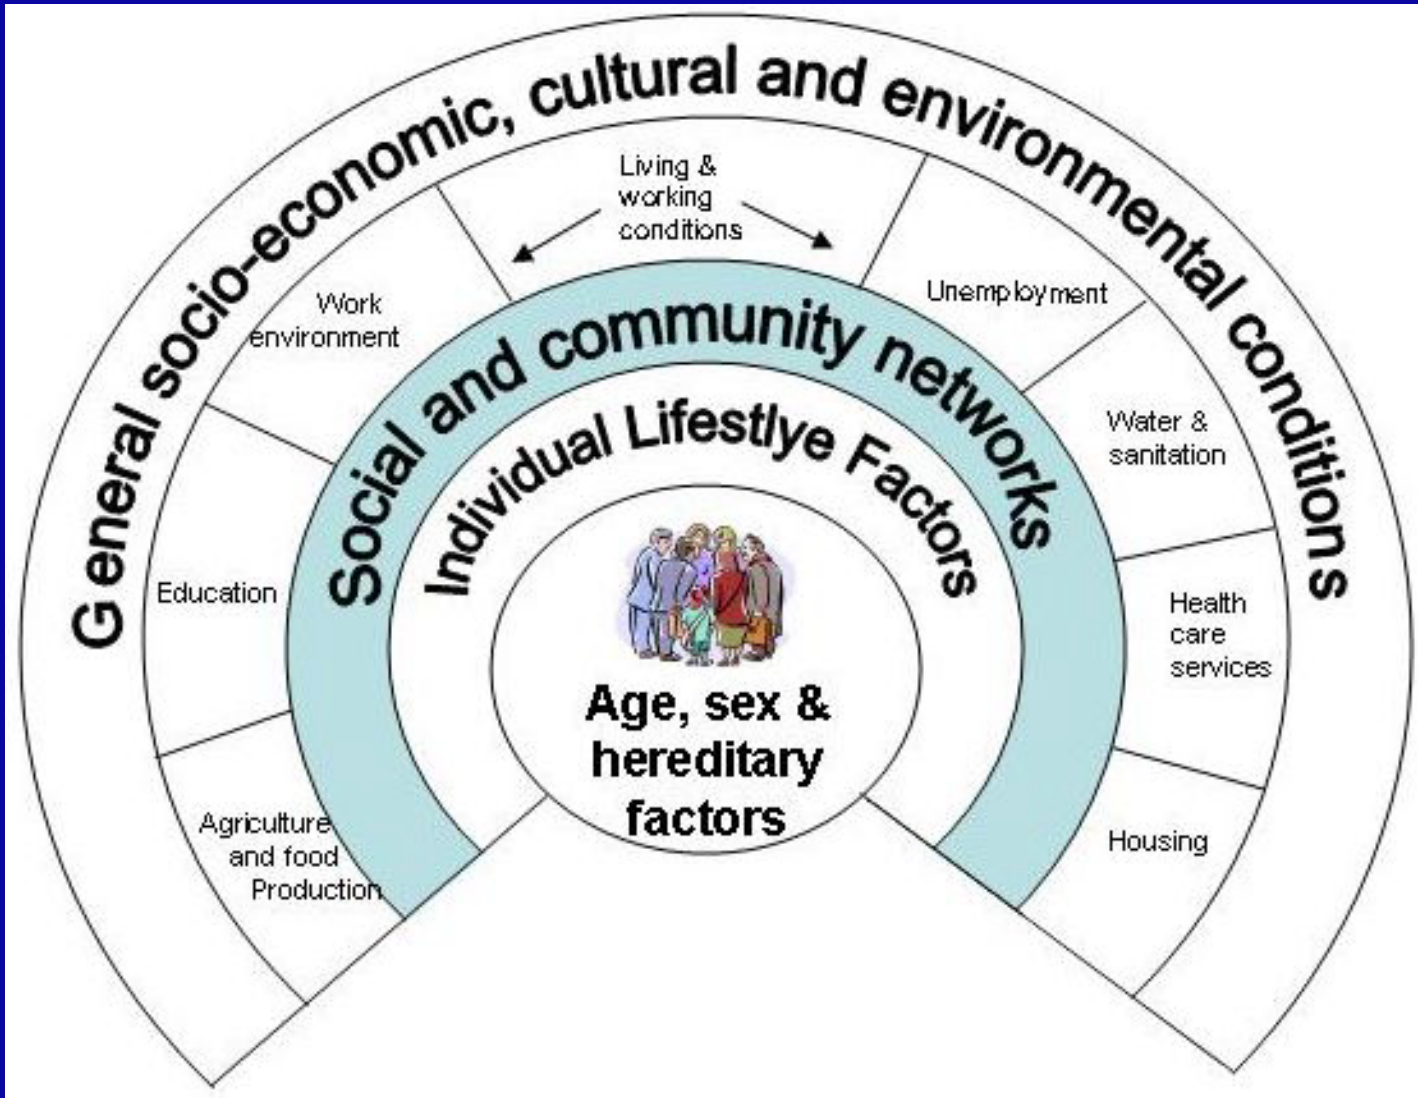 General socio-economic, cultural and environmental conditions
Living &
working
conditions
Work
environment
Unemployment
Social and community networks
Water &
sanitation
Individual Lifestlye Factors
Education
Health
care
services
Age, sex &
hereditary
factors
Agriculture
and food
Production
Housing